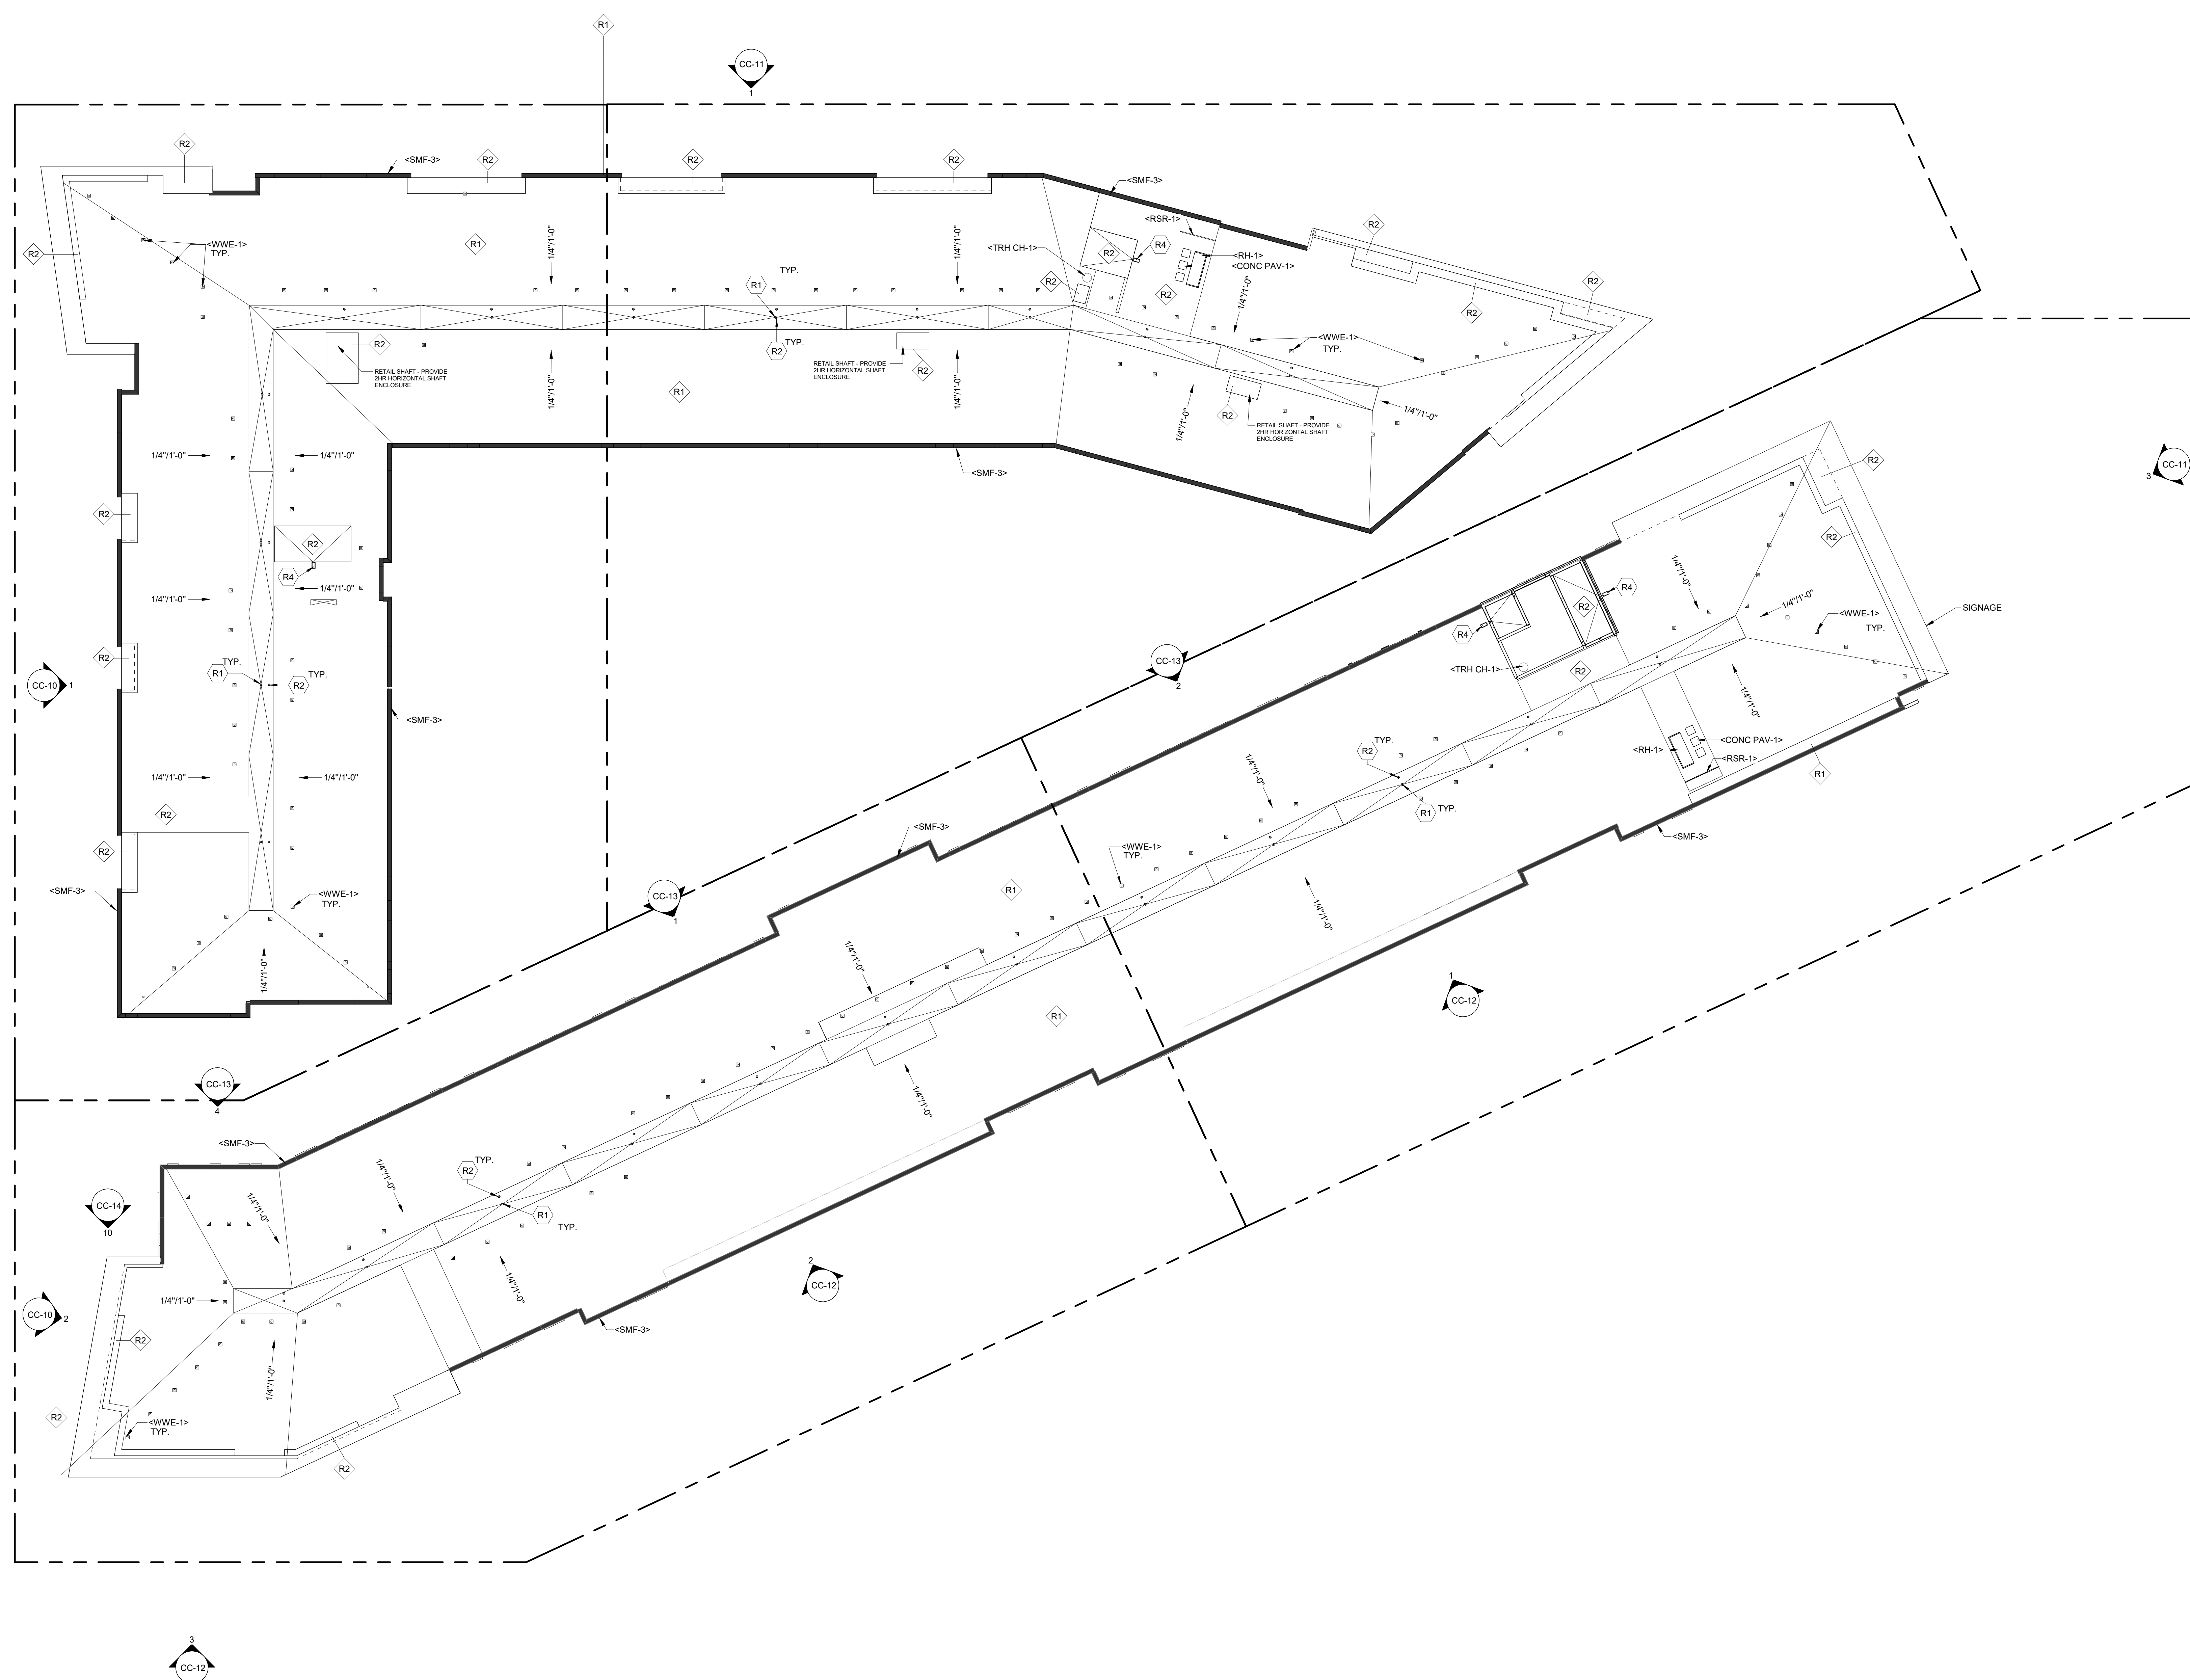 R1
CC-11
1
R2
<SMF-3>
R2
R2
R2
<SMF-3>
<RSR-1>
R2
R2
<WWE-1>
TYP.
R1
1/4"/1'-0"
1/4"/1'-0"
<TRH CH-1>
R2
R4
<RH-1>
<CONC PAV-1>
TYP.
R1
R2
R2
1/4"/1'-0"
R2
R2
R2
RETAIL SHAFT - PROVIDE
2HR HORIZONTAL SHAFT
ENCLOSURE
R2
TYP.
RETAIL SHAFT - PROVIDE
2HR HORIZONTAL SHAFT
ENCLOSURE
R2
<WWE-1>
TYP.
1/4"/1'-0"
R1
1/4"/1'-0"
1/4"/1'-0"
R2
1/4"/1'-0"
RETAIL SHAFT - PROVIDE
2HR HORIZONTAL SHAFT
ENCLOSURE
1/4"/1'-0"
1/4"/1'-0"
<SMF-3>
CC-11
3
R2
R2
R2
R2
R4
1/4"/1'-0"
1/4"/1'-0"
1/4"/1'-0"
R2
R4
R4
1/4"/1'-0"
<WWE-1>
TYP.
SIGNAGE
R2
TYP.
R1
TYP.
R2
CC-10
1
<SMF-3>
CC-13
2
<TRH CH-1>
R2
1/4"/1'-0"
1/4"/1'-0"
1/4"/1'-0"
R2
1/4"/1'-0"
R2
TYP.
R1
TYP.
<RH-1>
<CONC PAV-1>
<RSR-1>
R1
R2
<SMF-3>
<WWE-1>
TYP.
<SMF-3>
<SMF-3>
<WWE-1>
TYP.
R1
CC-13
1
1/4"/1'-0"
1/4"/1'-0"
1/4"/1'-0"
R1
1
CC-12
CC-13
4
1/4"/1'-0"
<SMF-3>
1/4"/1'-0"
R2
TYP.
R1
TYP.
CC-14
10
1/4"/1'-0"
CC-10
2
1/4"/1'-0"
1/4"/1'-0"
2
CC-12
R2
<SMF-3>
1/4"/1'-0"
R2
<WWE-1>
TYP.
R2
3
CC-12